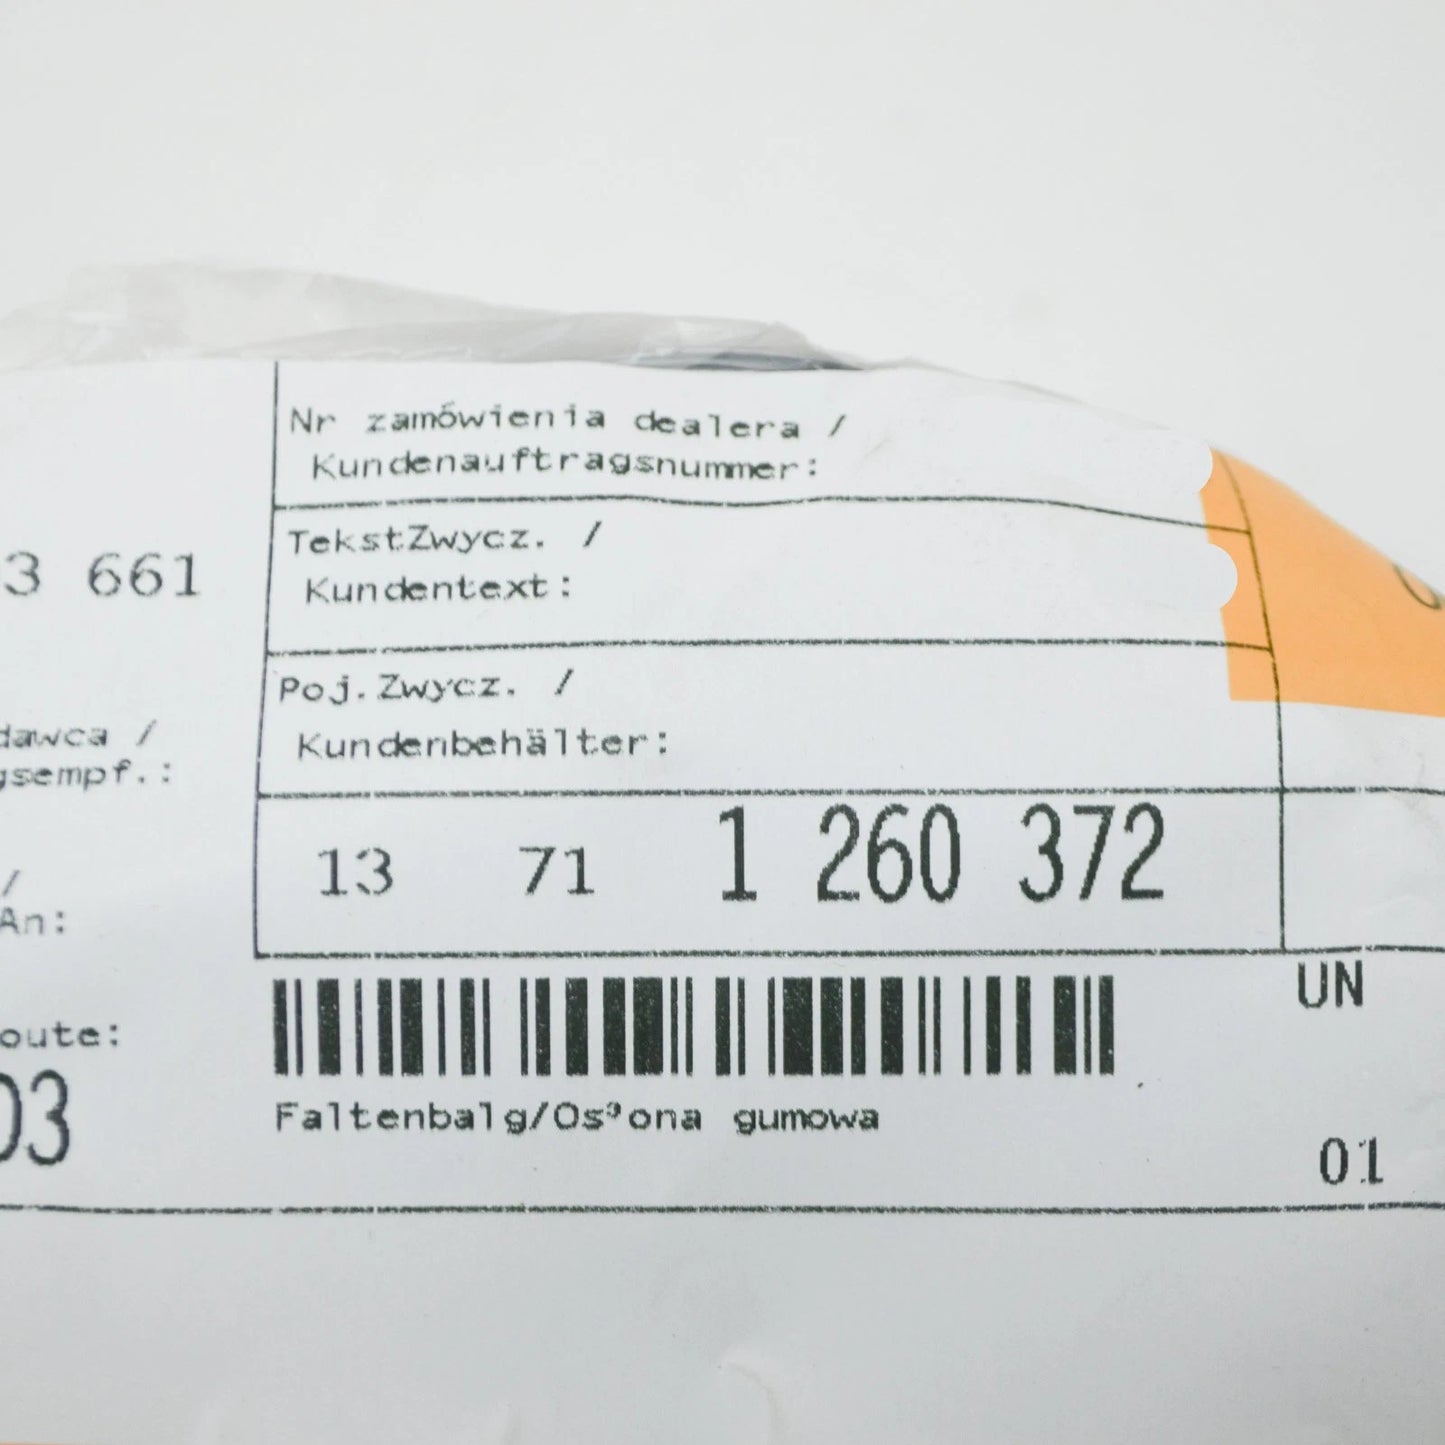 Nr zamówienia dealera /
Kundenauftragsnummer:
TekstZwycz. /
Kundentext:
3 661
Poj.Zwycz. /
Kundenbehälter:
dawca /
gsempf.:
13 71 1 260 372
/
An:
UN
oute:
03
Faltenbalg/Os³ona gumowa
01